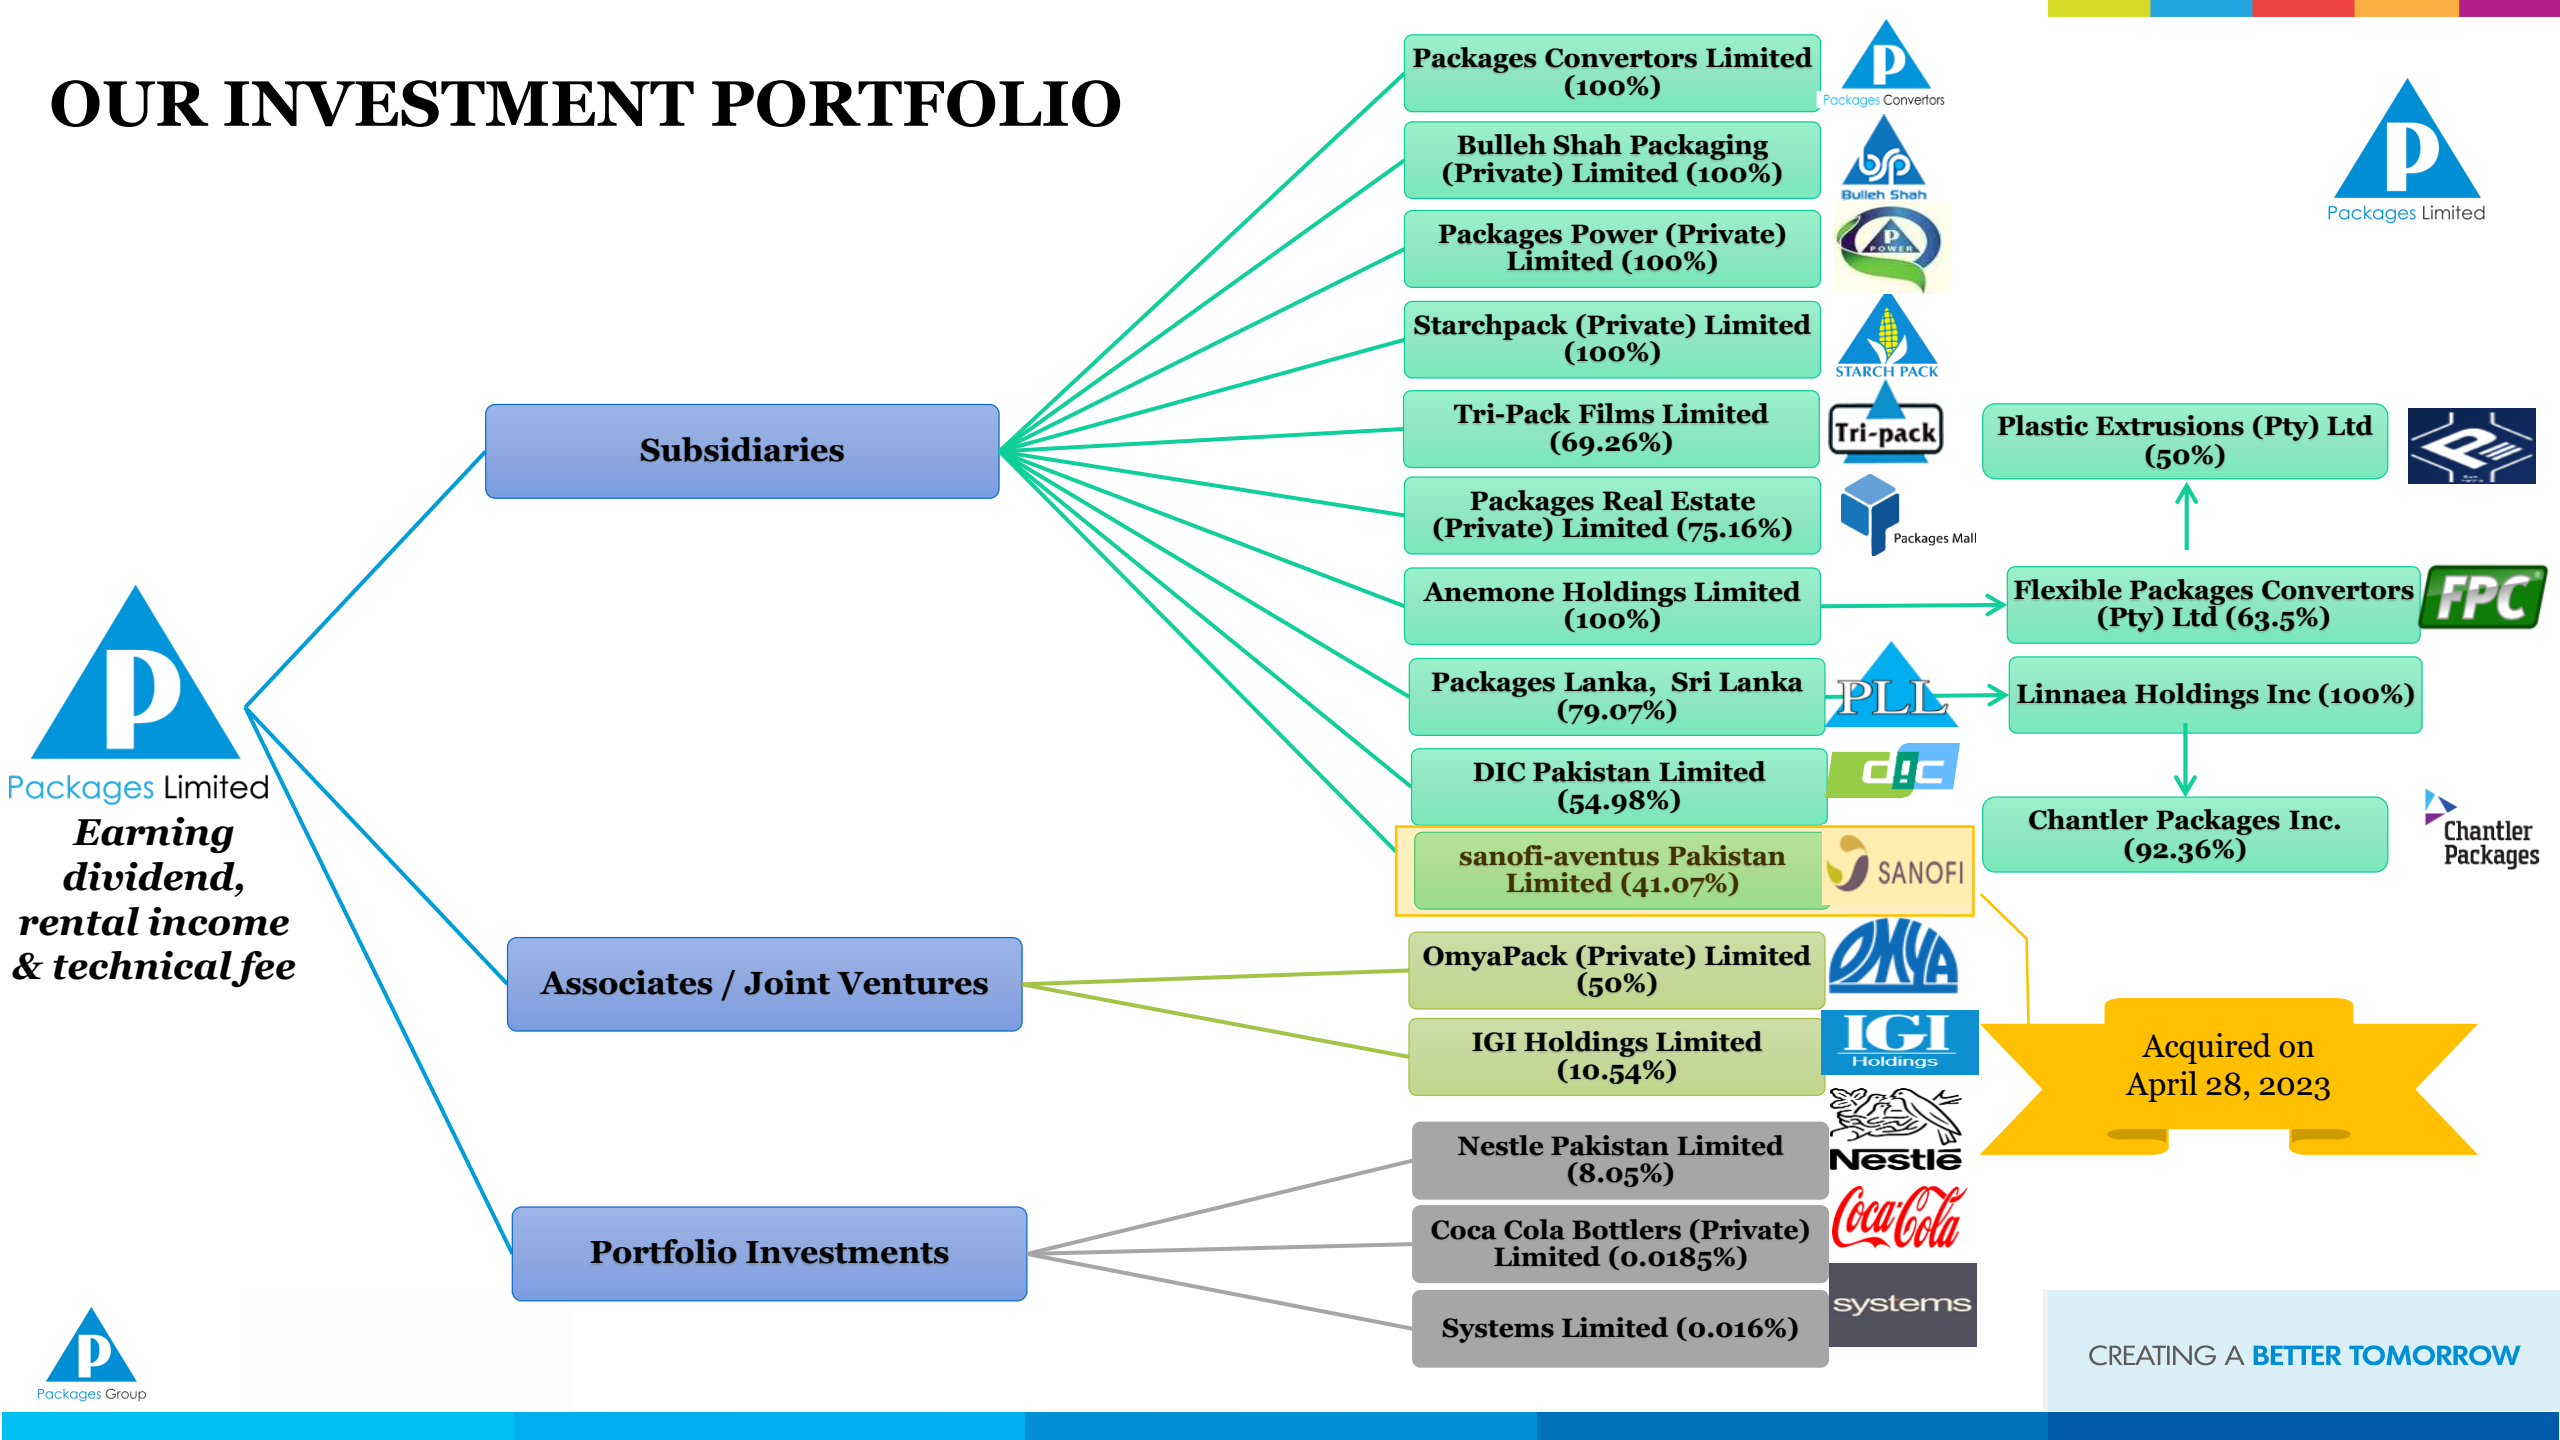 OUR INVESTMENT PORTFOLIO
Packages Limited
Earning
dividend,
rental income
& technical fee
Subsidiaries
Associates / Joint Ventures
Portfolio Investments
Packages Convertors Limited
(100%)
Packages Convertors
Bulleh Shah Packaging
(Private) Limited (100%)
bsp
Bulleh Shah
Packages Power (Private)
Limited (100%)
P
POWER
Starchpack (Private) Limited
(100%)
STARCH PACK
Tri-Pack Films Limited
(69.26%)
Tri-pack
Packages Real Estate
(Private) Limited (75.16%)
Packages Mall
Anemone Holdings Limited
(100%)
Packages Lanka, Sri Lanka
(79.07%)
PLL
DIC Pakistan Limited
(54.98%)
dic
sanofi-aventus Pakistan
Limited (41.07%)
SANOFI
OmyaPack (Private) Limited
(50%)
OMYA
IGI Holdings Limited
(10.54%)
IGI
Holdings
Nestle Pakistan Limited
(8.05%)
Nestlé
Coca Cola Bottlers (Private)
Limited (0.0185%)
Coca-Cola
Systems Limited (0.016%)
systems
Plastic Extrusions (Pty) Ltd
(50%)
Flexible Packages Convertors
(Pty) Ltd (63.5%)
FPC
Linnaea Holdings Inc (100%)
Chantler Packages Inc.
(92.36%)
Chantler
Packages
Acquired on
April 28, 2023
P
Packages Limited
P
Packages Group
CREATING A BETTER TOMORROW